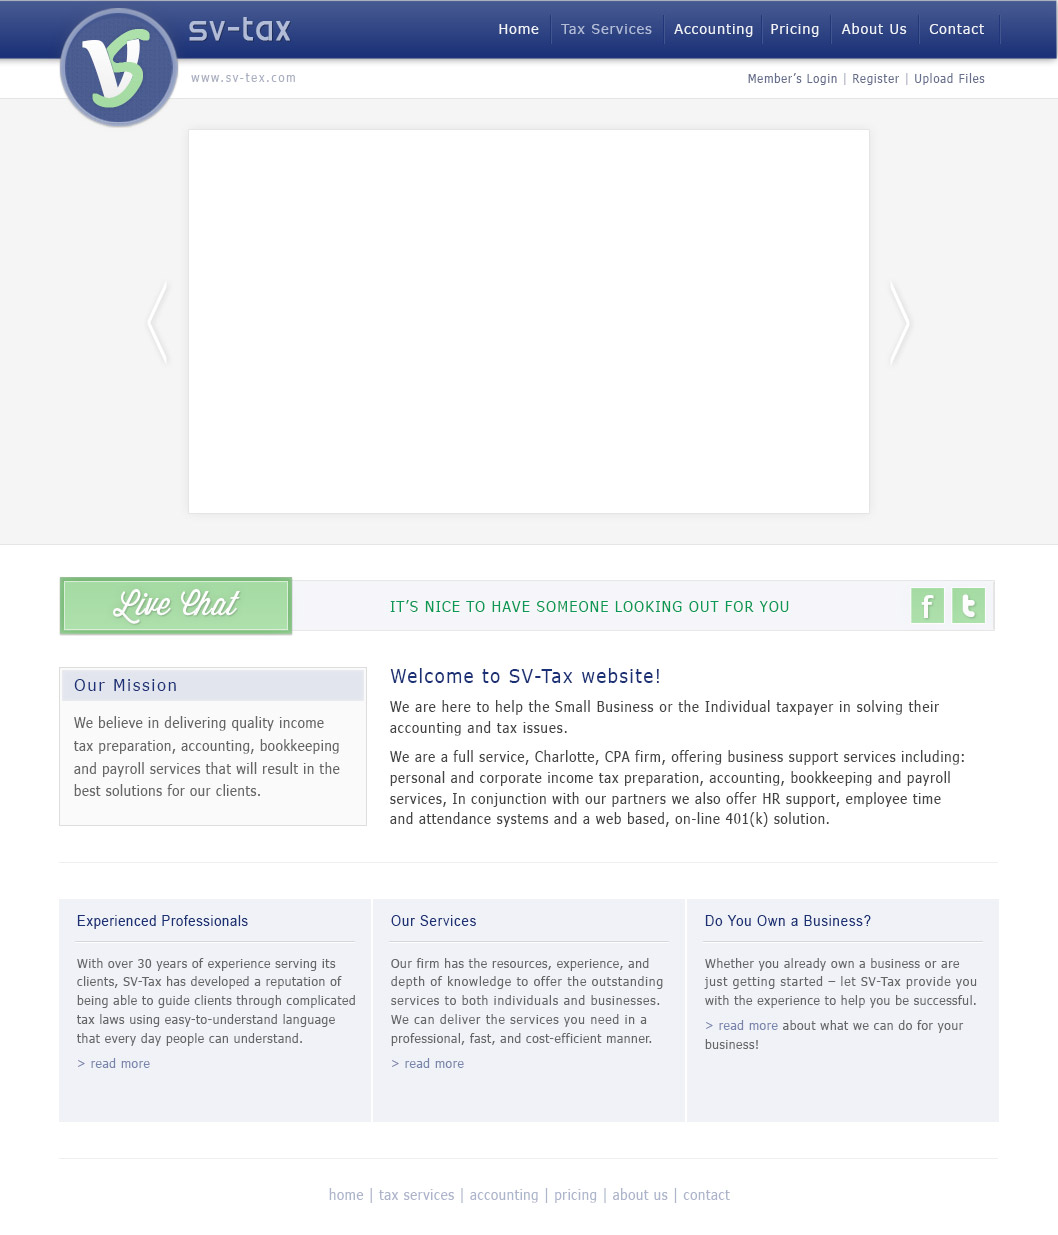 sv-tax
Home Tax Services Accounting Pricing About Us Contact
www.sv-tex.com
Member’s Login | Register | Upload Files
Live Chat
IT’S NICE TO HAVE SOMEONE LOOKING OUT FOR YOU
f t
Our Mission
We believe in delivering quality income
tax preparation, accounting, bookkeeping
and payroll services that will result in the
best solutions for our clients.
Welcome to SV-Tax website!
We are here to help the Small Business or the Individual taxpayer in solving their
accounting and tax issues.
We are a full service, Charlotte, CPA firm, offering business support services including:
personal and corporate income tax preparation, accounting, bookkeeping and payroll
services, In conjunction with our partners we also offer HR support, employee time
and attendance systems and a web based, on-line 401(k) solution.
Experienced Professionals
With over 30 years of experience serving its
clients, SV-Tax has developed a reputation of
being able to guide clients through complicated
tax laws using easy-to-understand language
that every day people can understand.
> read more
Our Services
Our firm has the resources, experience, and
depth of knowledge to offer the outstanding
services to both individuals and businesses.
We can deliver the services you need in a
professional, fast, and cost-efficient manner.
> read more
Do You Own a Business?
Whether you already own a business or are
just getting started – let SV-Tax provide you
with the experience to help you be successful.
> read more about what we can do for your
business!
home | tax services | accounting | pricing | about us | contact